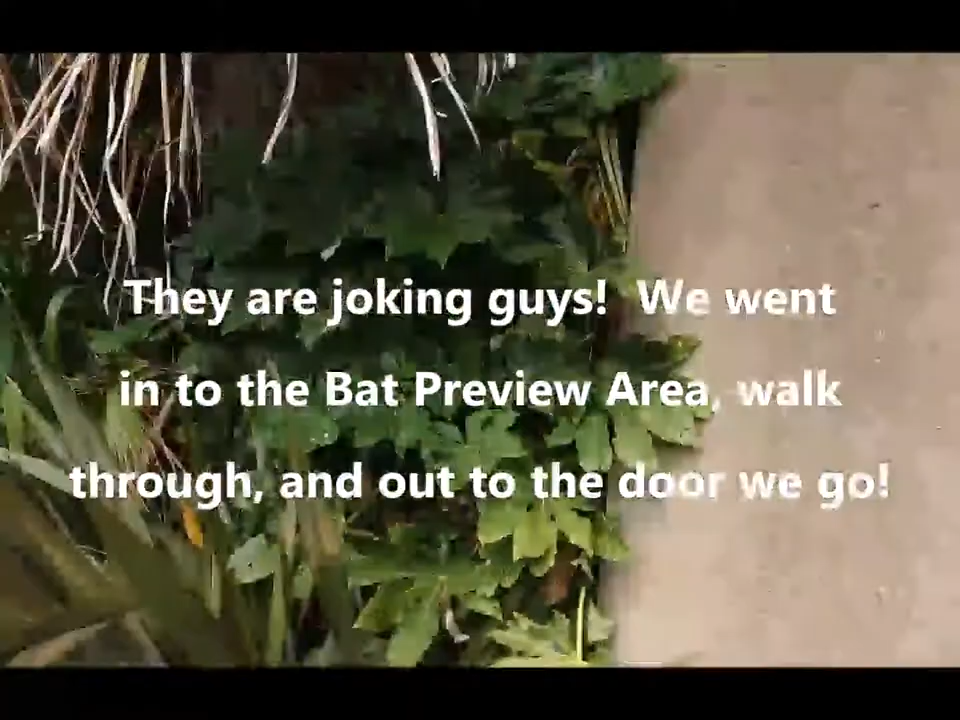 They are joking guys!  We went
in to the Bat Preview Area, walk
through, and out to the door we go!